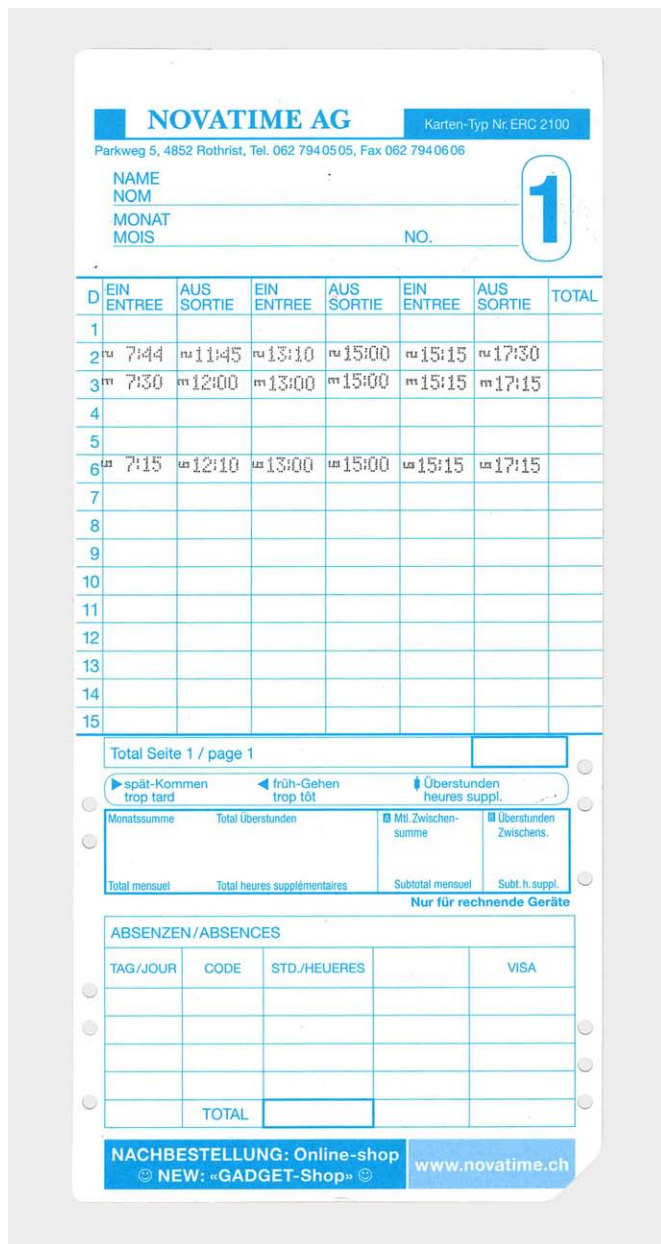 NOVATIME AG
Karten-Typ Nr. ERC 2100
Parkweg 5, 4852 Rothrist, Tel. 062 794 05 05, Fax 062 794 06 06
NAME
NOM
MONAT
MOIS NO.
1
D EIN AUS EIN AUS EIN AUS TOTAL
ENTREE SORTIE ENTREE SORTIE ENTREE SORTIE
1
2 7:44 11:45 13:10 15:00 15:15 17:30
3 7:30 12:00 13:00 15:00 15:15 17:15
4
5
6 7:15 12:10 13:00 15:00 15:15 17:15
7
8
9
10
11
12
13
14
15
Total Seite 1 / page 1
spät-Kommen früh-Gehen Überstunden
trop tard trop tôt heures suppl.
Monatssumme Total Überstunden A Mtl. Zwischen- B Überstunden
summe Zwischens.
Total mensuel Total heures supplémentaires Subtotal mensuel Subt. h. suppl.
Nur für rechnende Geräte
ABSENZEN/ABSENCES
TAG/JOUR CODE STD./HEUERES VISA
TOTAL
NACHBESTELLUNG: Online-shop
☺ NEW: «GADGET-Shop» ☺
www.novatime.ch